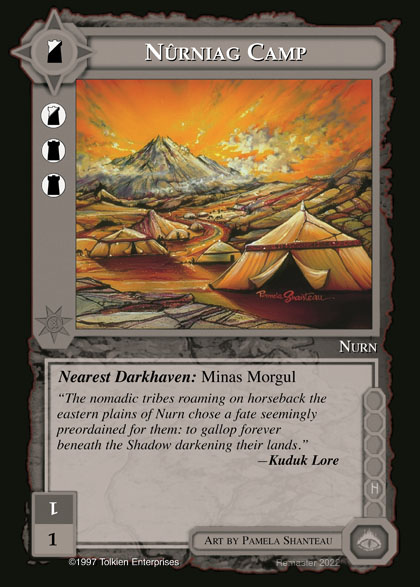 NÛRNIAG CAMP
Pamela Shanteau
NURN
Nearest Darkhaven: Minas Morgul
“The nomadic tribes roaming on horseback the
eastern plains of Nurn chose a fate seemingly
preordained for them: to gallop forever
beneath the Shadow darkening their lands.”
—Kuduk Lore
H
1
1
ART BY PAMELA SHANTEAU
©1997 Tolkien Enterprises
Remaster 2022